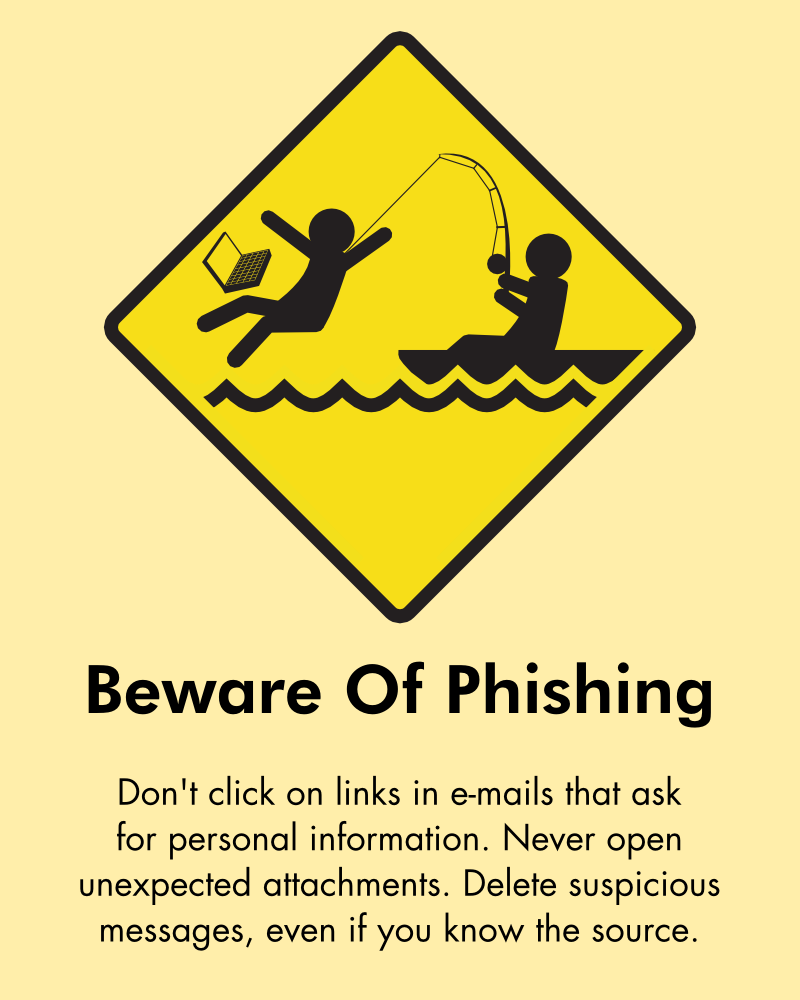 Beware Of Phishing
Don't click on links in e-mails that ask
for personal information. Never open
unexpected attachments. Delete suspicious
messages, even if you know the source.